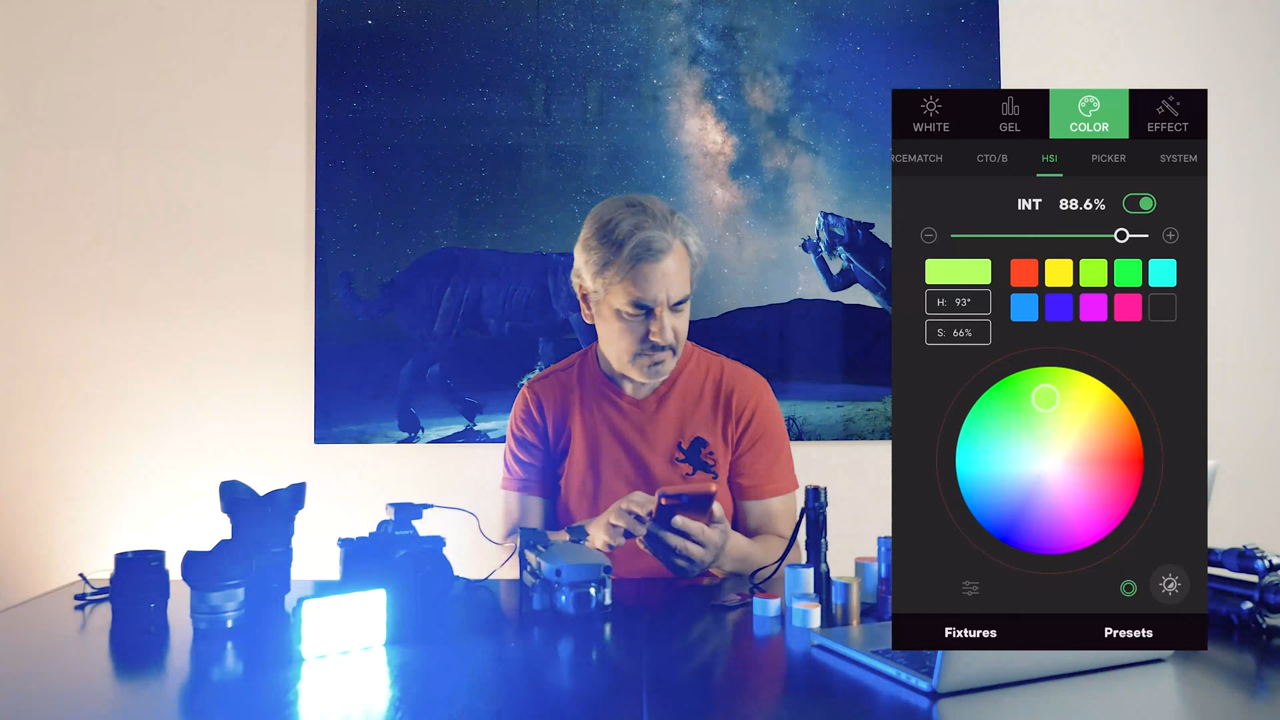 WHITE GEL COLOR EFFECT
RCEMATCH CTO/B HSI PICKER SYSTEM
INT 88.6%
H: 93°
S: 66%
Fixtures Presets